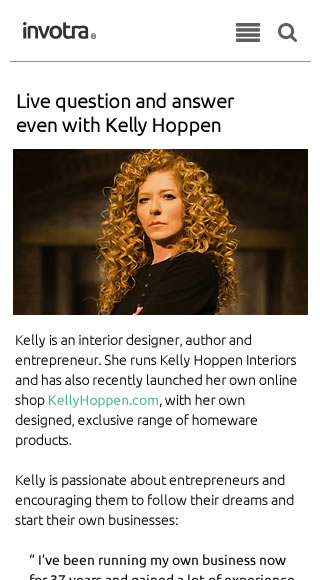 invotra®
Live question and answer
even with Kelly Hoppen
Kelly is an interior designer, author and
entrepreneur. She runs Kelly Hoppen Interiors
and has also recently launched her own online
shop KellyHoppen.com, with her own
designed, exclusive range of homeware
products.
Kelly is passionate about entrepreneurs and
encouraging them to follow their dreams and
start their own businesses:
“ I’ve been running my own business now
for 37 years and gained a lot of experience